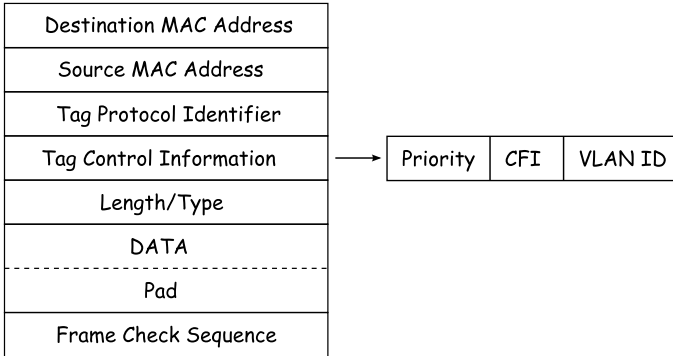 Destination MAC Address
Source MAC Address
Tag Protocol Identifier
Tag Control Information
Priority CFI VLAN ID
Length/Type
DATA
Pad
Frame Check Sequence